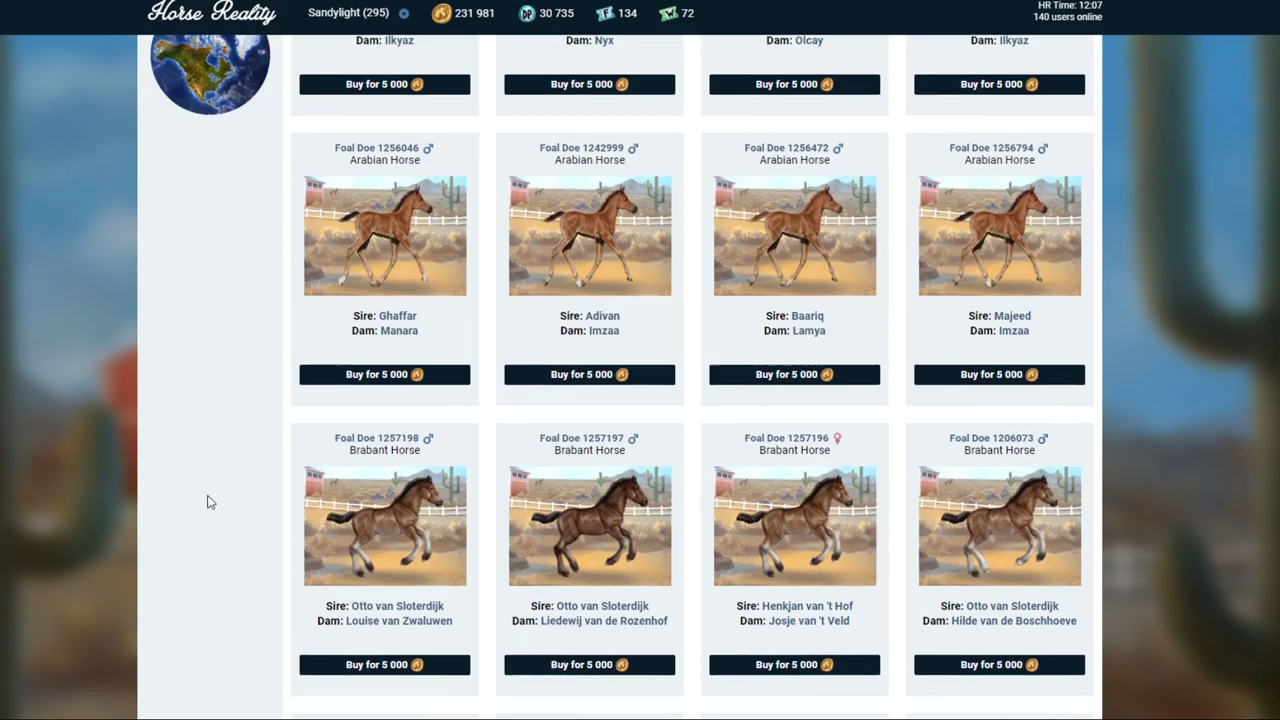 Horse Reality
Sandylight (295) 231 981 30 735 134 72
HR Time: 12:07
140 users online
Dam: Ilkyaz Dam: Nyx Dam: Olcay Dam: Ilkyaz
Buy for 5 000 Buy for 5 000 Buy for 5 000 Buy for 5 000
Foal Doe 1256046 ♂ Foal Doe 1242999 ♂ Foal Doe 1256472 ♂ Foal Doe 1256794 ♂
Arabian Horse Arabian Horse Arabian Horse Arabian Horse
Sire: Ghaffar Sire: Adivan Sire: Baariq Sire: Majeed
Dam: Manara Dam: Imzaa Dam: Lamya Dam: Imzaa
Buy for 5 000 Buy for 5 000 Buy for 5 000 Buy for 5 000
Foal Doe 1257198 ♂ Foal Doe 1257197 ♂ Foal Doe 1257196 ♀ Foal Doe 1206073 ♂
Brabant Horse Brabant Horse Brabant Horse Brabant Horse
Sire: Otto van Sloterdijk Sire: Otto van Sloterdijk Sire: Henkjan van 't Hof Sire: Otto van Sloterdijk
Dam: Louise van Zwaluwen Dam: Liedewij van de Rozenhof Dam: Josje van 't Veld Dam: Hilde van de Boschhoeve
Buy for 5 000 Buy for 5 000 Buy for 5 000 Buy for 5 000